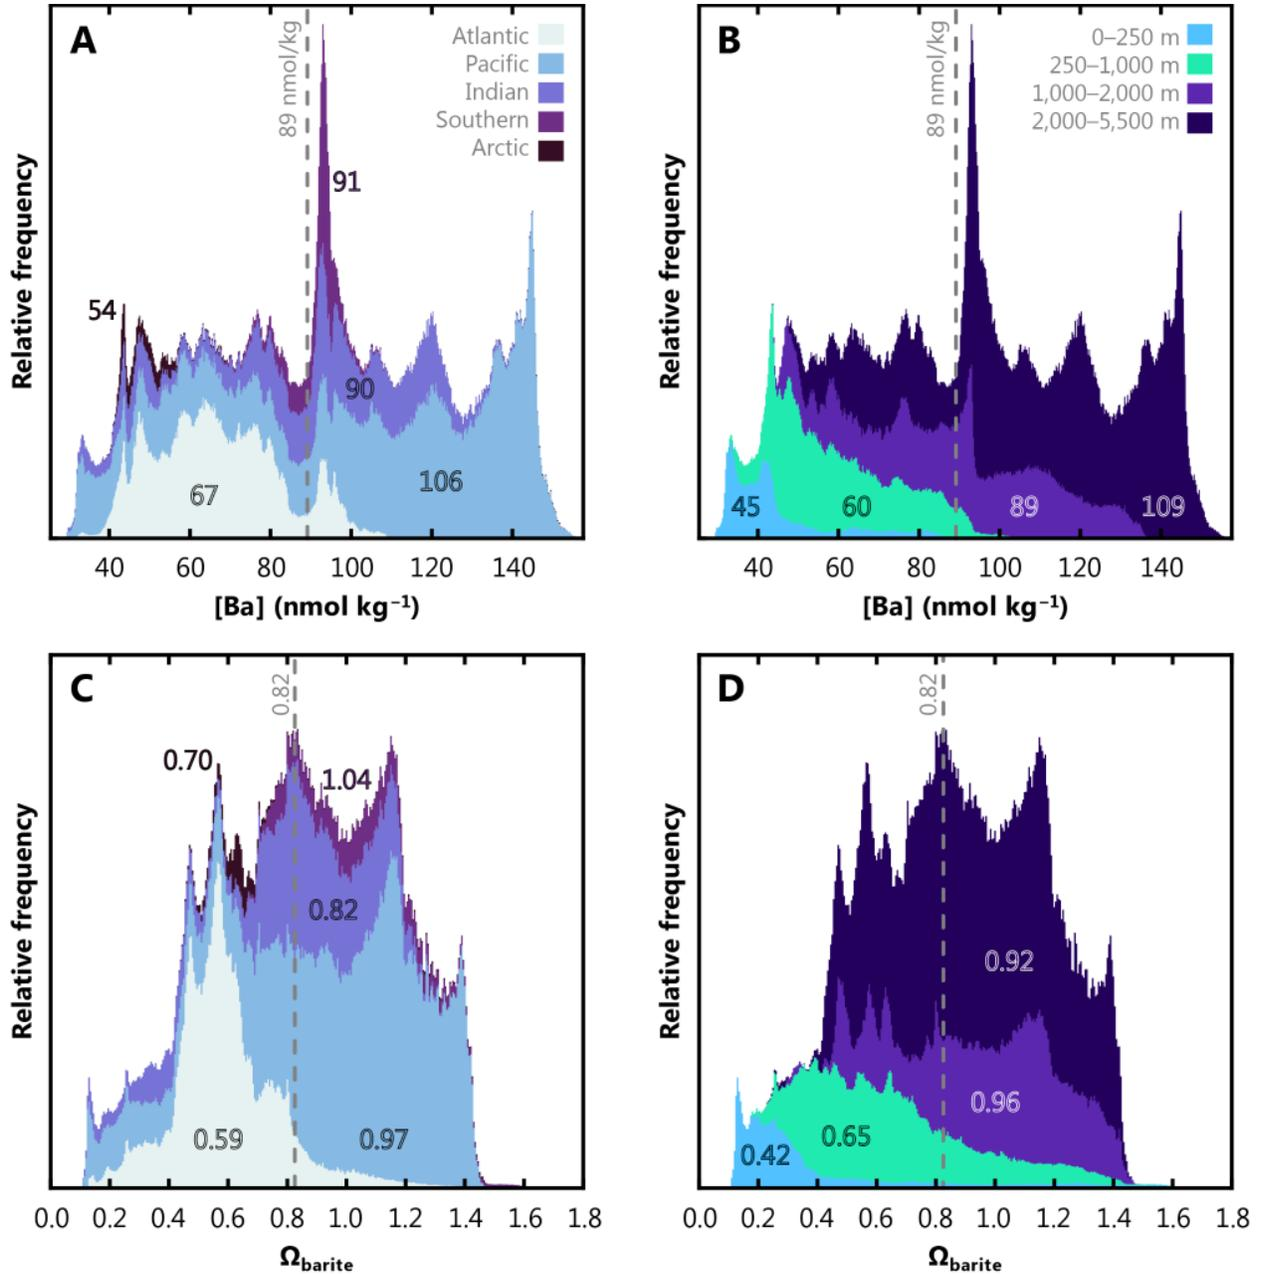 A
89 nmol/kg
Atlantic
Pacific
Indian
Southern
Arctic
54
91
90
67
106
Relative frequency
40 60 80 100 120 140
[Ba] (nmol kg⁻¹)
B
89 nmol/kg
0–250 m
250–1,000 m
1,000–2,000 m
2,000–5,500 m
45
60
89
109
Relative frequency
40 60 80 100 120 140
[Ba] (nmol kg⁻¹)
C
0.82
0.70
1.04
0.82
0.59
0.97
Relative frequency
0.0 0.2 0.4 0.6 0.8 1.0 1.2 1.4 1.6 1.8
Ωbarite
D
0.82
0.92
0.96
0.65
0.42
Relative frequency
0.0 0.2 0.4 0.6 0.8 1.0 1.2 1.4 1.6 1.8
Ωbarite